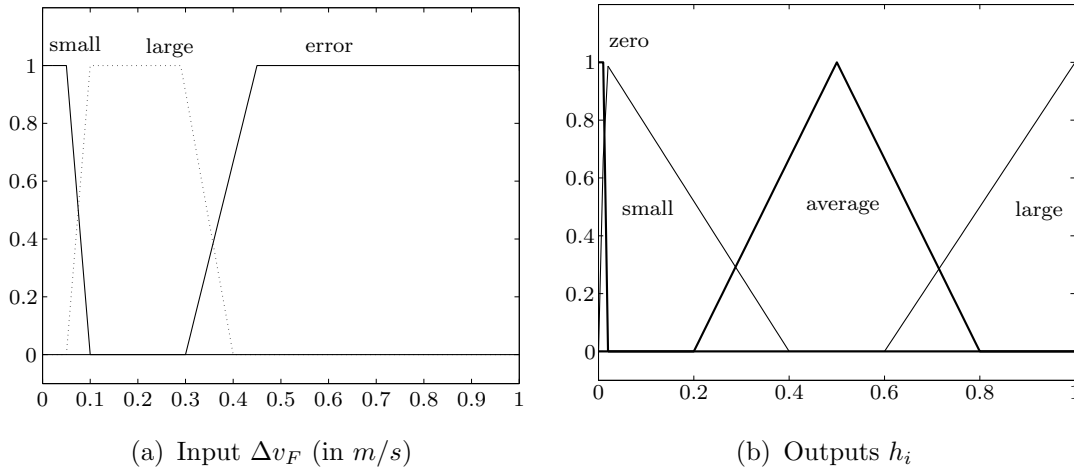 small large error
1
0.8
0.6
0.4
0.2
0
0 0.1 0.2 0.3 0.4 0.5 0.6 0.7 0.8 0.9 1
(a) Input Δv_F (in m/s)
zero
1
0.8
small average large
0.6
0.4
0.2
0
0 0.2 0.4 0.6 0.8 1
(b) Outputs h_i